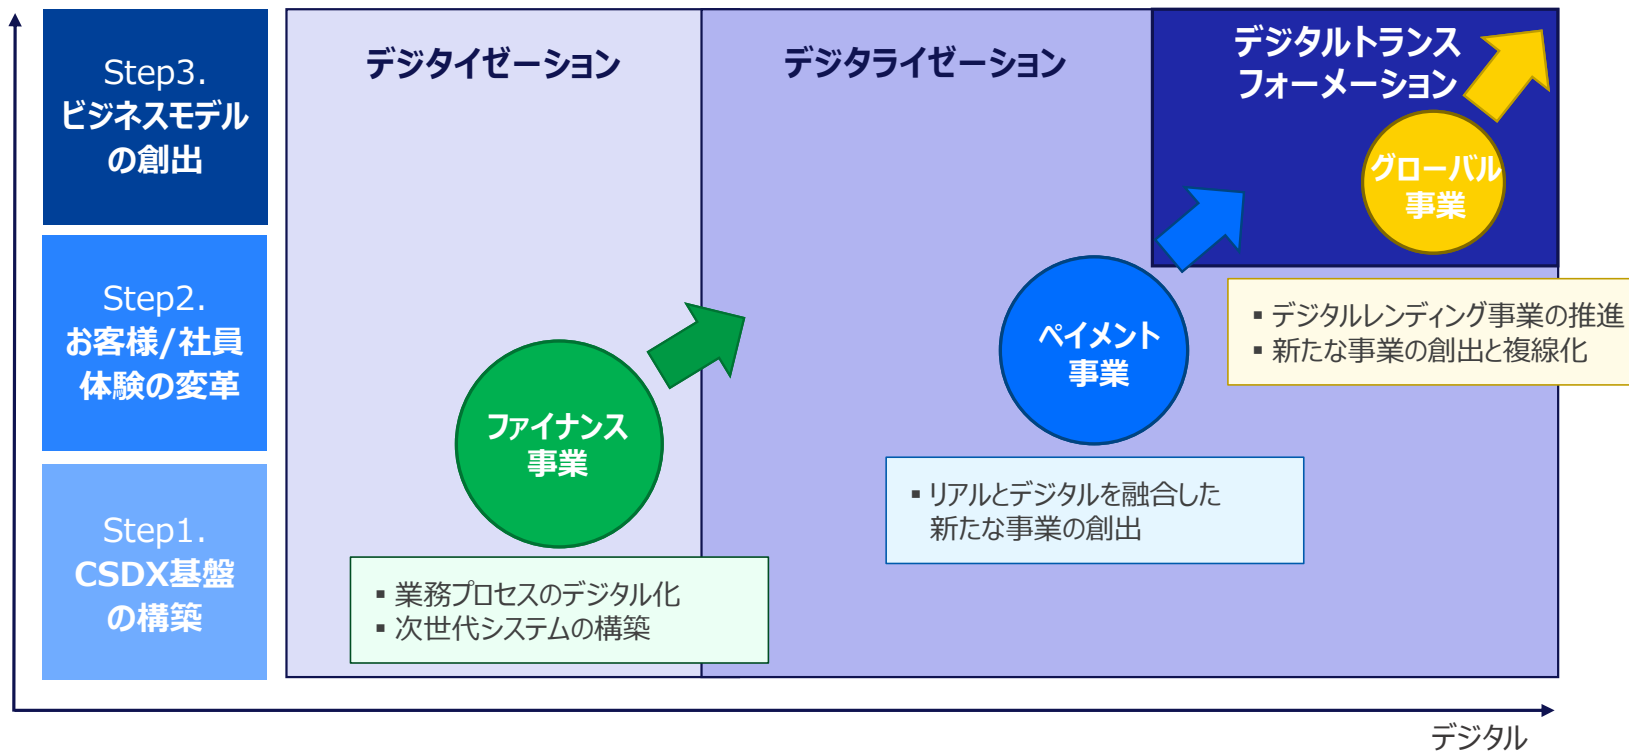 Step3.
ビジネスモデル
の創出
Step2.
お客様/社員
体験の変革
Step1.
CSDX基盤
の構築
デジタイゼーション
デジタライゼーション
デジタルトランス
フォーメーション
グローバル
事業
▪ デジタルレンディング事業の推進
▪ 新たな事業の創出と複線化
ペイメント
事業
▪ リアルとデジタルを融合した
新たな事業の創出
ファイナンス
事業
▪ 業務プロセスのデジタル化
▪ 次世代システムの構築
デジタル